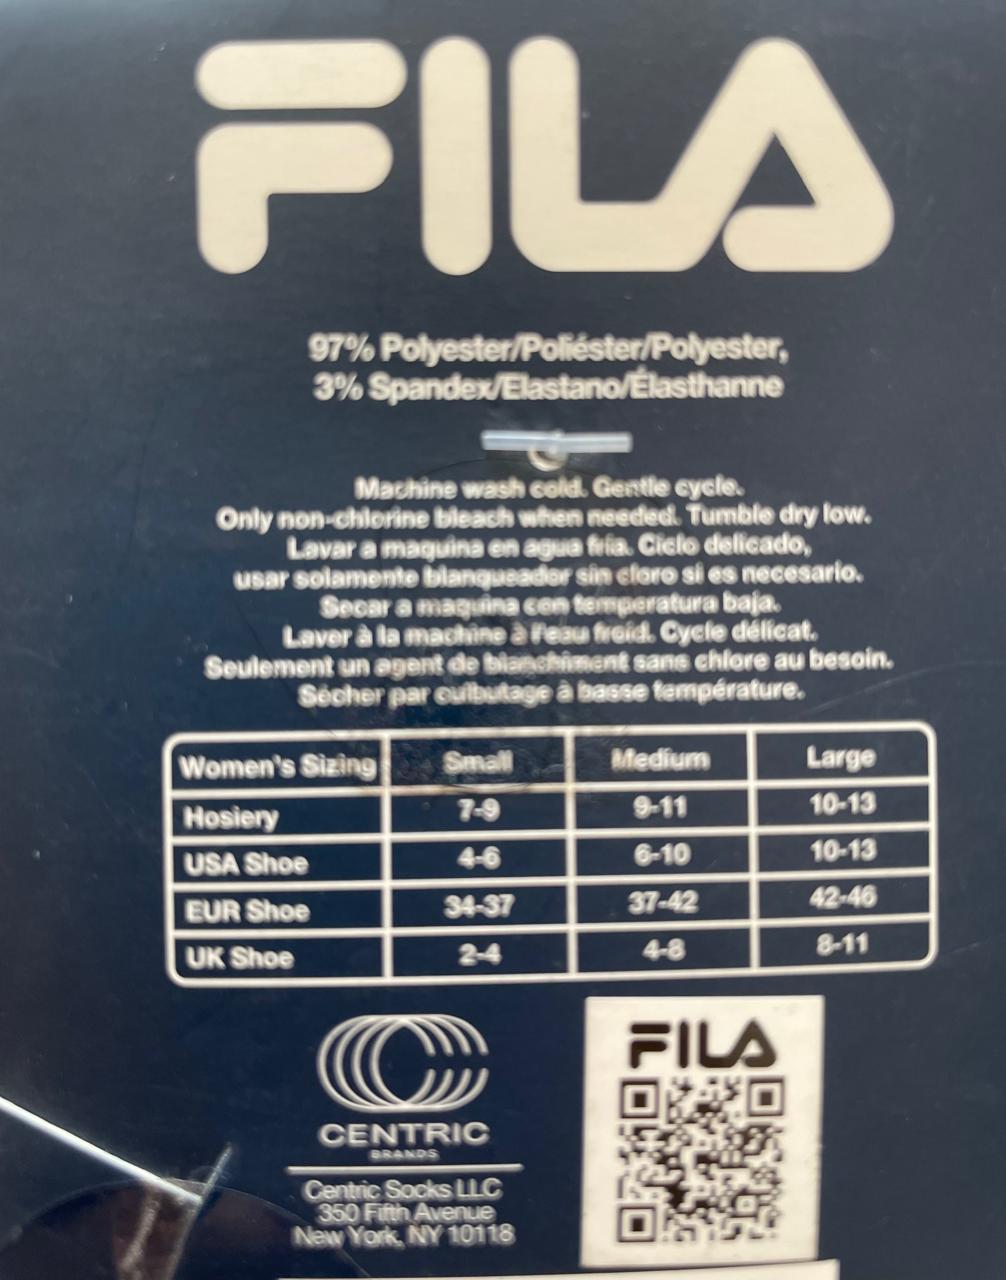 FILA
97% Polyester/Poliéster/Polyester,
3% Spandex/Elastano/Élasthanne
Machine wash cold. Gentle cycle.
Only non-chlorine bleach when needed. Tumble dry low.
Lavar a maquina en agua fria. Ciclo delicado,
usar solamente blanqueador sin cloro si es necesario.
Secar a maquina con temperatura baja.
Laver à la machine à l'eau froid. Cycle délicat.
Seulement un agent de blanchiment sans chlore au besoin.
Sécher par culbutage à basse température.
Women's Sizing Small Medium Large
Hosiery 7-9 9-11 10-13
USA Shoe 4-6 6-10 10-13
EUR Shoe 34-37 37-42 42-46
UK Shoe 2-4 4-8 8-11
CENTRIC
BRANDS
Centric Socks LLC
350 Fifth Avenue
New York, NY 10118
FILA